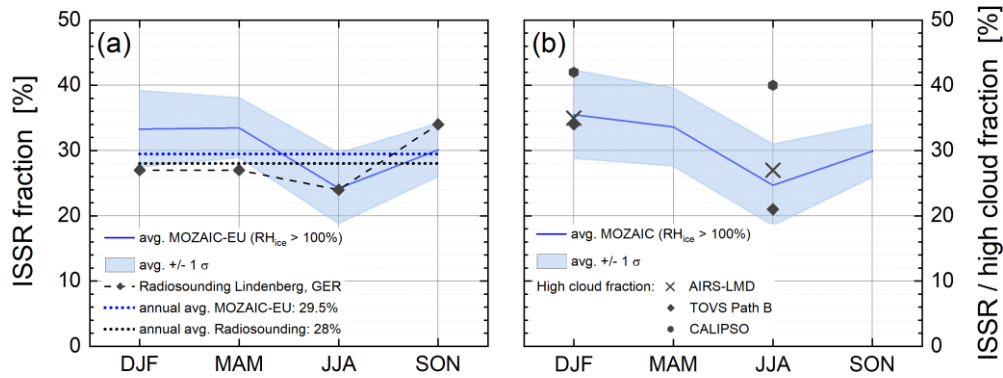 ISSR fraction [%]
50
40
30
20
10
0
(a)
avg. MOZAIC-EU (RHice > 100%)
avg. +/- 1 σ
Radiosounding Lindenberg, GER
annual avg. MOZAIC-EU: 29.5%
annual avg. Radiosounding: 28%
DJF MAM JJA SON
(b)
avg. MOZAIC (RHice > 100%)
avg. +/- 1 σ
High cloud fraction: AIRS-LMD
TOVS Path B
CALIPSO
DJF MAM JJA SON
50
40
30
20
10
0
ISSR / high cloud fraction [%]